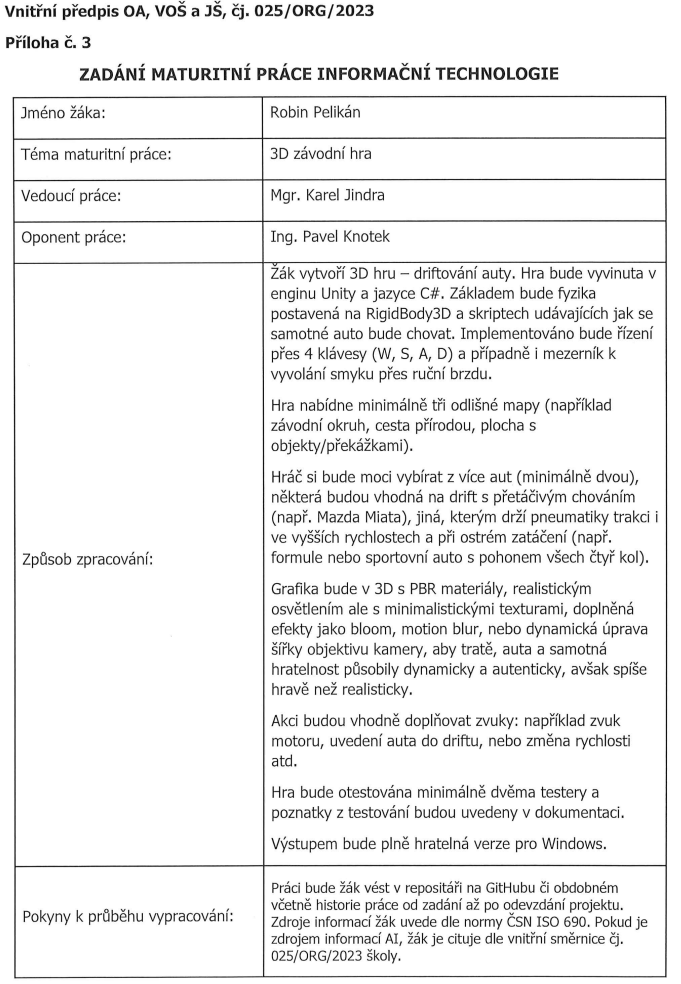 Vnitřní předpis OA, VOŠ a JŠ, čj. 025/ORG/2023
Příloha č. 3
ZADÁNÍ MATURITNÍ PRÁCE INFORMAČNÍ TECHNOLOGIE
Jméno žáka:
Robin Pelikán
Téma maturitní práce:
3D závodní hra
Vedoucí práce:
Mgr. Karel Jindra
Oponent práce:
Ing. Pavel Knotek
Způsob zpracování:
Žák vytvoří 3D hru – driftování auty. Hra bude vyvinuta v
enginu Unity a jazyce C#. Základem bude fyzika
postavená na RigidBody3D a skriptech udávajících jak se
samotné auto bude chovat. Implementováno bude řízení
přes 4 klávesy (W, S, A, D) a případně i mezerník k
vyvolání smyku přes ruční brzdu.
Hra nabídne minimálně tři odlišné mapy (například
závodní okruh, cesta přírodou, plocha s
objekty/překážkami).
Hráč si bude moci vybírat z více aut (minimálně dvou),
některá budou vhodná na drift s přetáčivým chováním
(např. Mazda Miata), jiná, kterým drží pneumatiky trakci i
ve vyšších rychlostech a při ostrém zatáčení (např.
formule nebo sportovní auto s pohonem všech čtyř kol).
Grafika bude v 3D s PBR materiály, realistickým
osvětlením ale s minimalistickými texturami, doplněná
efekty jako bloom, motion blur, nebo dynamická úprava
šířky objektivu kamery, aby tratě, auta a samotná
hratelnost působily dynamicky a autenticky, avšak spíše
hravě než realisticky.
Akci budou vhodně doplňovat zvuky: například zvuk
motoru, uvedení auta do driftu, nebo změna rychlosti
atd.
Hra bude otestována minimálně dvěma testery a
poznatky z testování budou uvedeny v dokumentaci.
Výstupem bude plně hratelná verze pro Windows.
Pokyny k průběhu vypracování:
Práci bude žák vést v repositáři na GitHubu či obdobném
včetně historie práce od zadání až po odevzdání projektu.
Zdroje informací žák uvede dle normy ČSN ISO 690. Pokud je
zdrojem informací AI, žák je cituje dle vnitřní směrnice čj.
025/ORG/2023 školy.